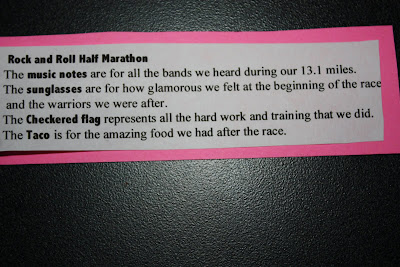 Rock and Roll Half Marathon
The music notes are for all the bands we heard during our 13.1 miles.
The sunglasses are for how glamorous we felt at the beginning of the race
and the warriors we were after.
The Checkered flag represents all the hard work and training that we did.
The Taco is for the amazing food we had after the race.